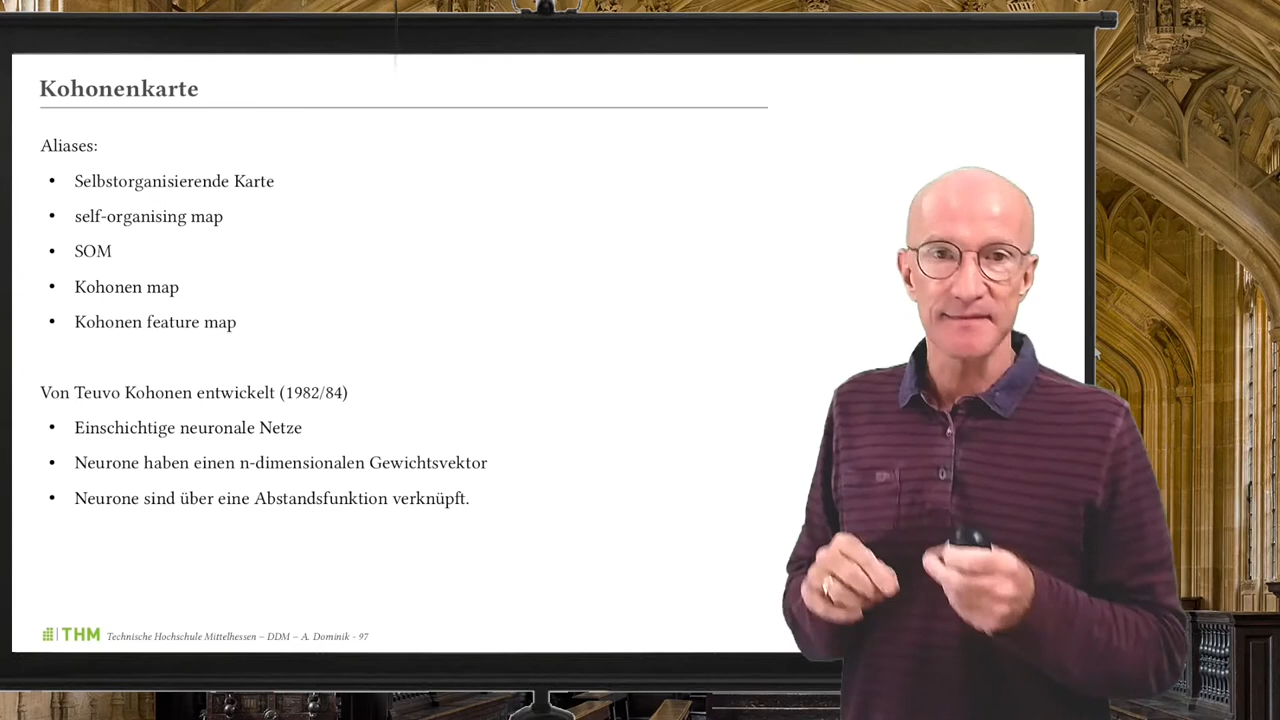 Kohonenkarte
Aliases:
• Selbstorganisierende Karte
• self-organising map
• SOM
• Kohonen map
• Kohonen feature map
Von Teuvo Kohonen entwickelt (1982/84)
• Einschichtige neuronale Netze
• Neurone haben einen n-dimensionalen Gewichtsvektor
• Neurone sind über eine Abstandsfunktion verknüpft.
THM Technische Hochschule Mittelhessen – DDM – A. Dominik - 97